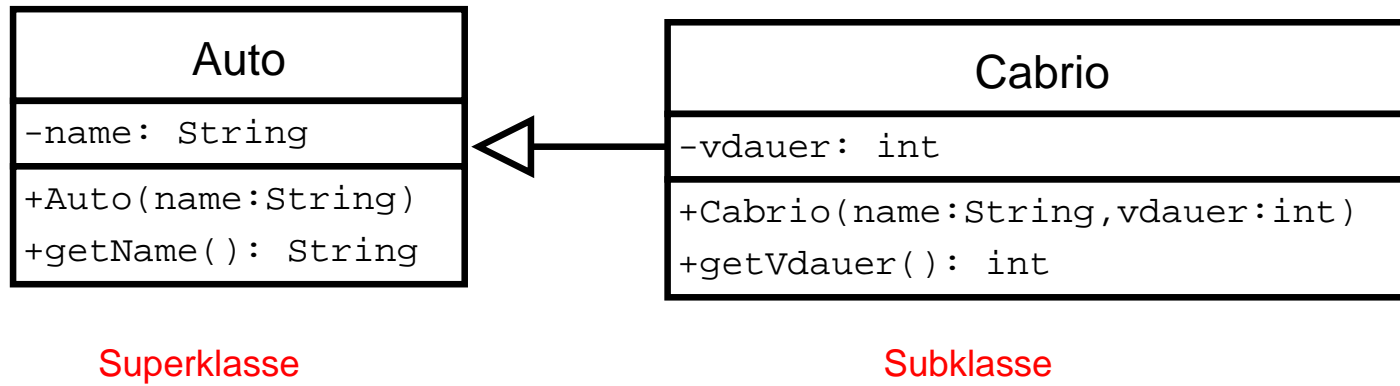 Auto
-name: String
+Auto(name:String)
+getName(): String
Cabrio
-vdauer: int
+Cabrio(name:String,vdauer:int)
+getVdauer(): int
Superklasse
Subklasse